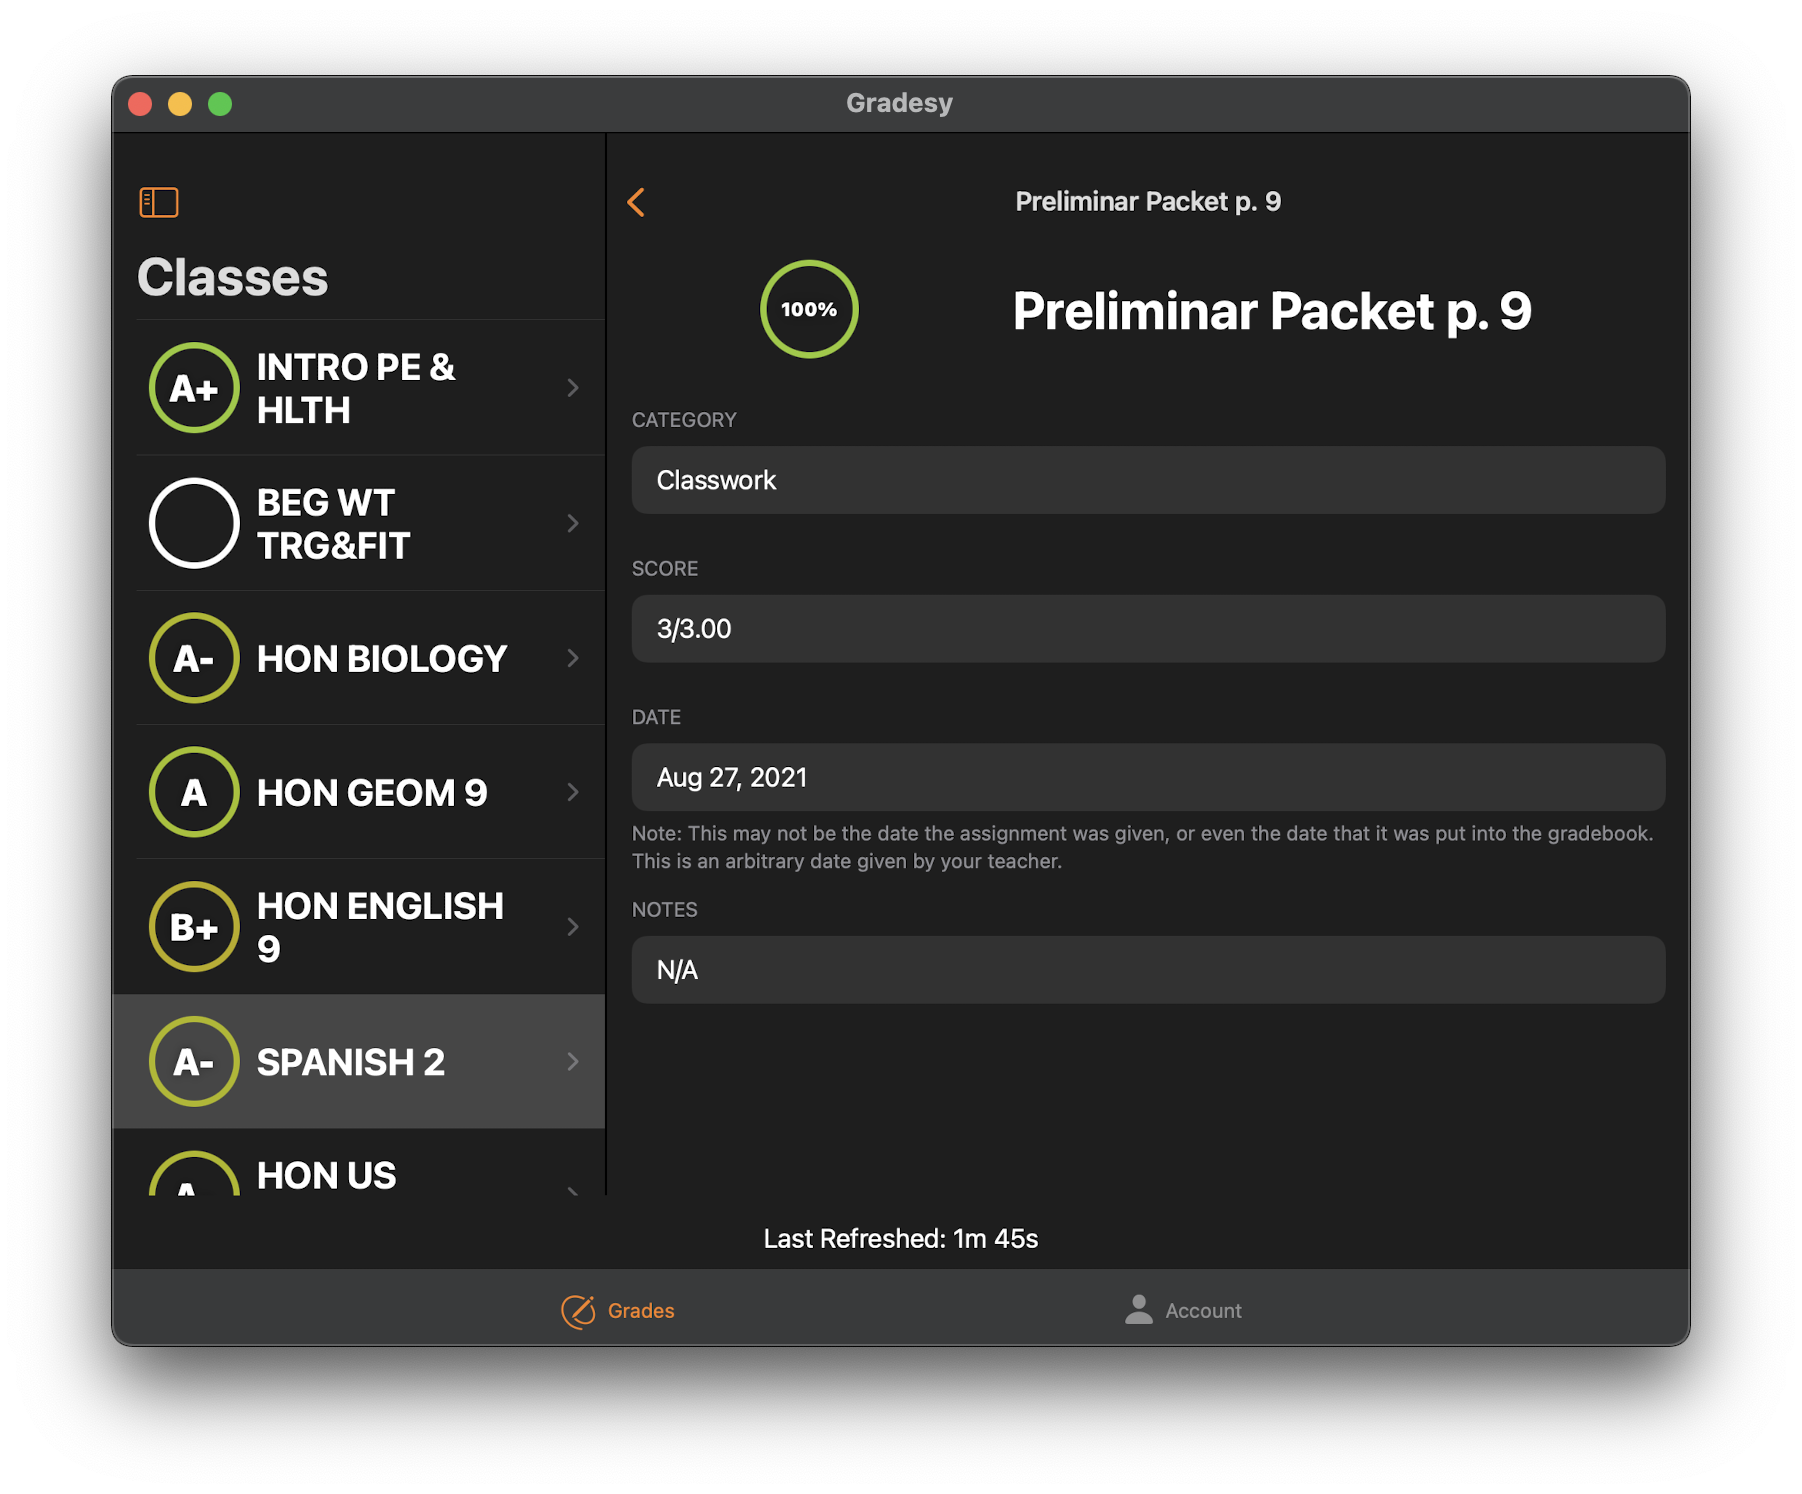 Gradesy
Classes
A+
INTRO PE &
HLTH
BEG WT
TRG&FIT
A-
HON BIOLOGY
A
HON GEOM 9
B+
HON ENGLISH
9
A-
SPANISH 2
HON US
Preliminar Packet p. 9
100%
Preliminar Packet p. 9
CATEGORY
Classwork
SCORE
3/3.00
DATE
Aug 27, 2021
Note: This may not be the date the assignment was given, or even the date that it was put into the gradebook.
This is an arbitrary date given by your teacher.
NOTES
N/A
Last Refreshed: 1m 45s
Grades
Account